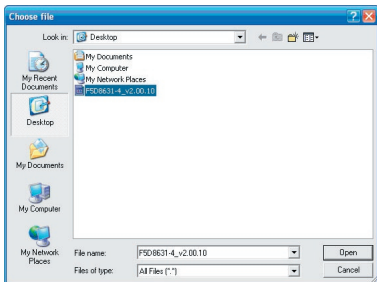 Choose file
Look in: Desktop
My Recent Documents
Desktop
My Documents
My Computer
My Network Places
My Documents
My Computer
My Network Places
F5D8631-4_v2.00.10
File name: F5D8631-4_v2.00.10 Open
Files of type: All Files (*.*) Cancel